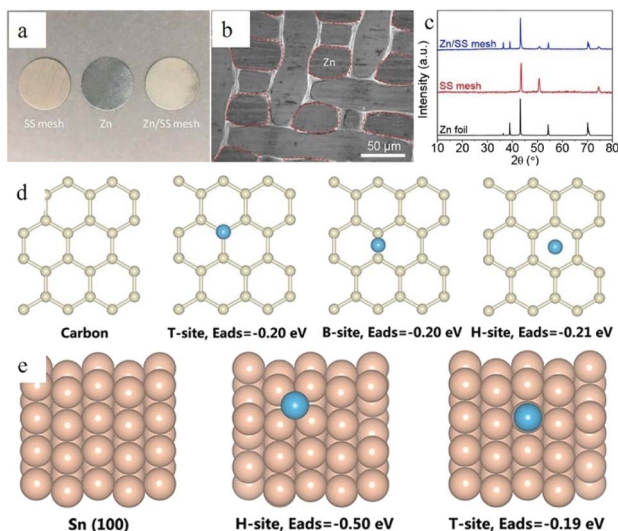 a
SS mesh
Zn
Zn/SS mesh
b
Zn
50 μm
c
Intensity (a.u.)
Zn/SS mesh
SS mesh
Zn foil
10 20 30 40 50 60 70 80
2θ (°)
d
Carbon
T-site, Eads=-0.20 eV
B-site, Eads=-0.20 eV
H-site, Eads=-0.21 eV
e
Sn (100)
H-site, Eads=-0.50 eV
T-site, Eads=-0.19 eV